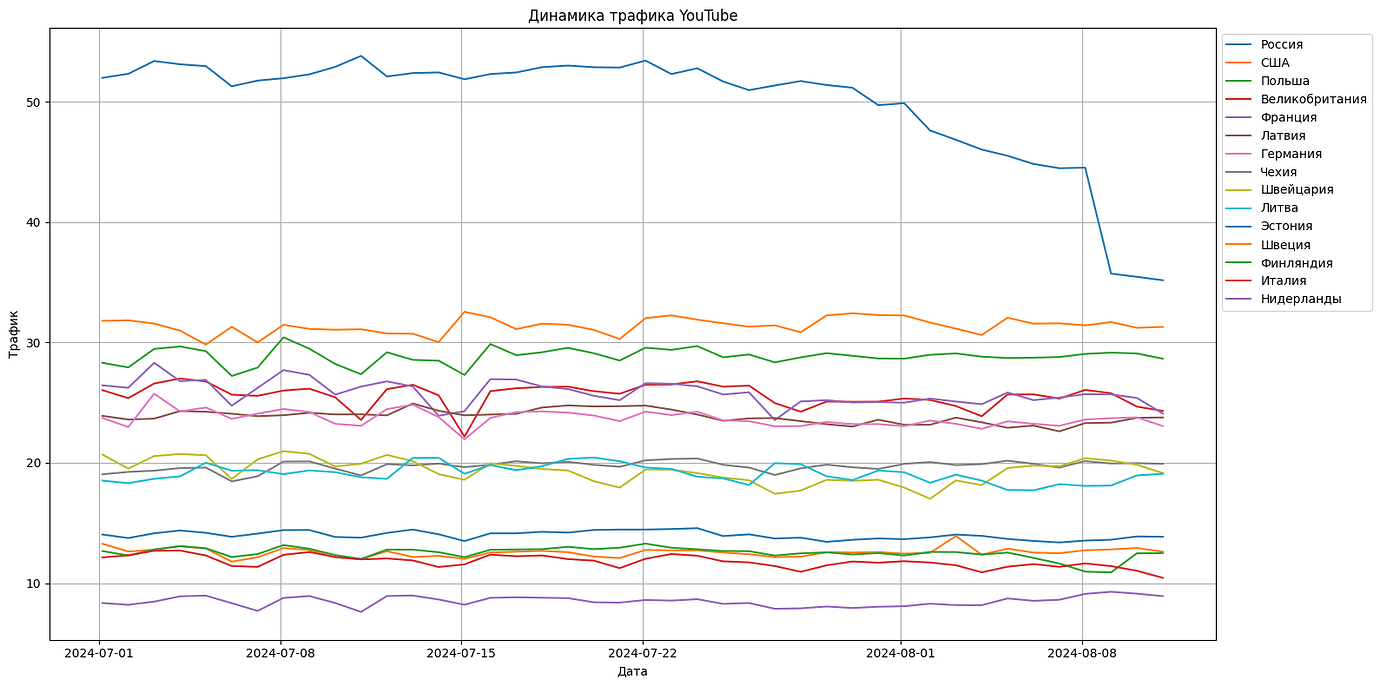 Динамика трафика YouTube
Трафик
50
40
30
20
10
2024-07-01
2024-07-08
2024-07-15
2024-07-22
2024-08-01
2024-08-08
Дата
Россия
США
Польша
Великобритания
Франция
Латвия
Германия
Чехия
Швейцария
Литва
Эстония
Швеция
Финляндия
Италия
Нидерланды